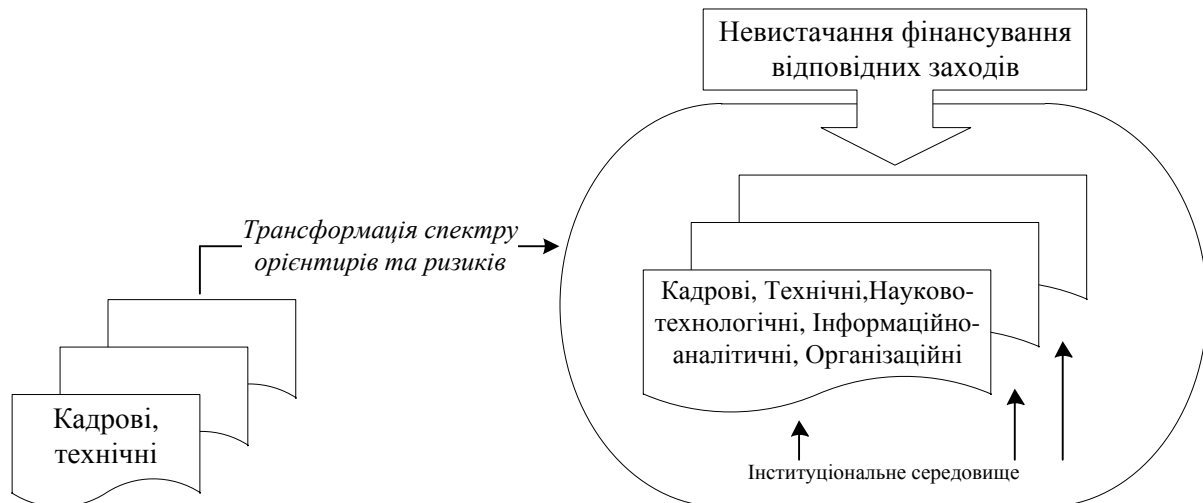 Невистачання фінансування
відповідних заходів
Трансформація спектру
орієнтирів та ризиків
Кадрові, Технічні,Науково-
технологічні, Інформаційно-
аналітичні, Організаційні
Кадрові,
технічні
Інституціональне середовище